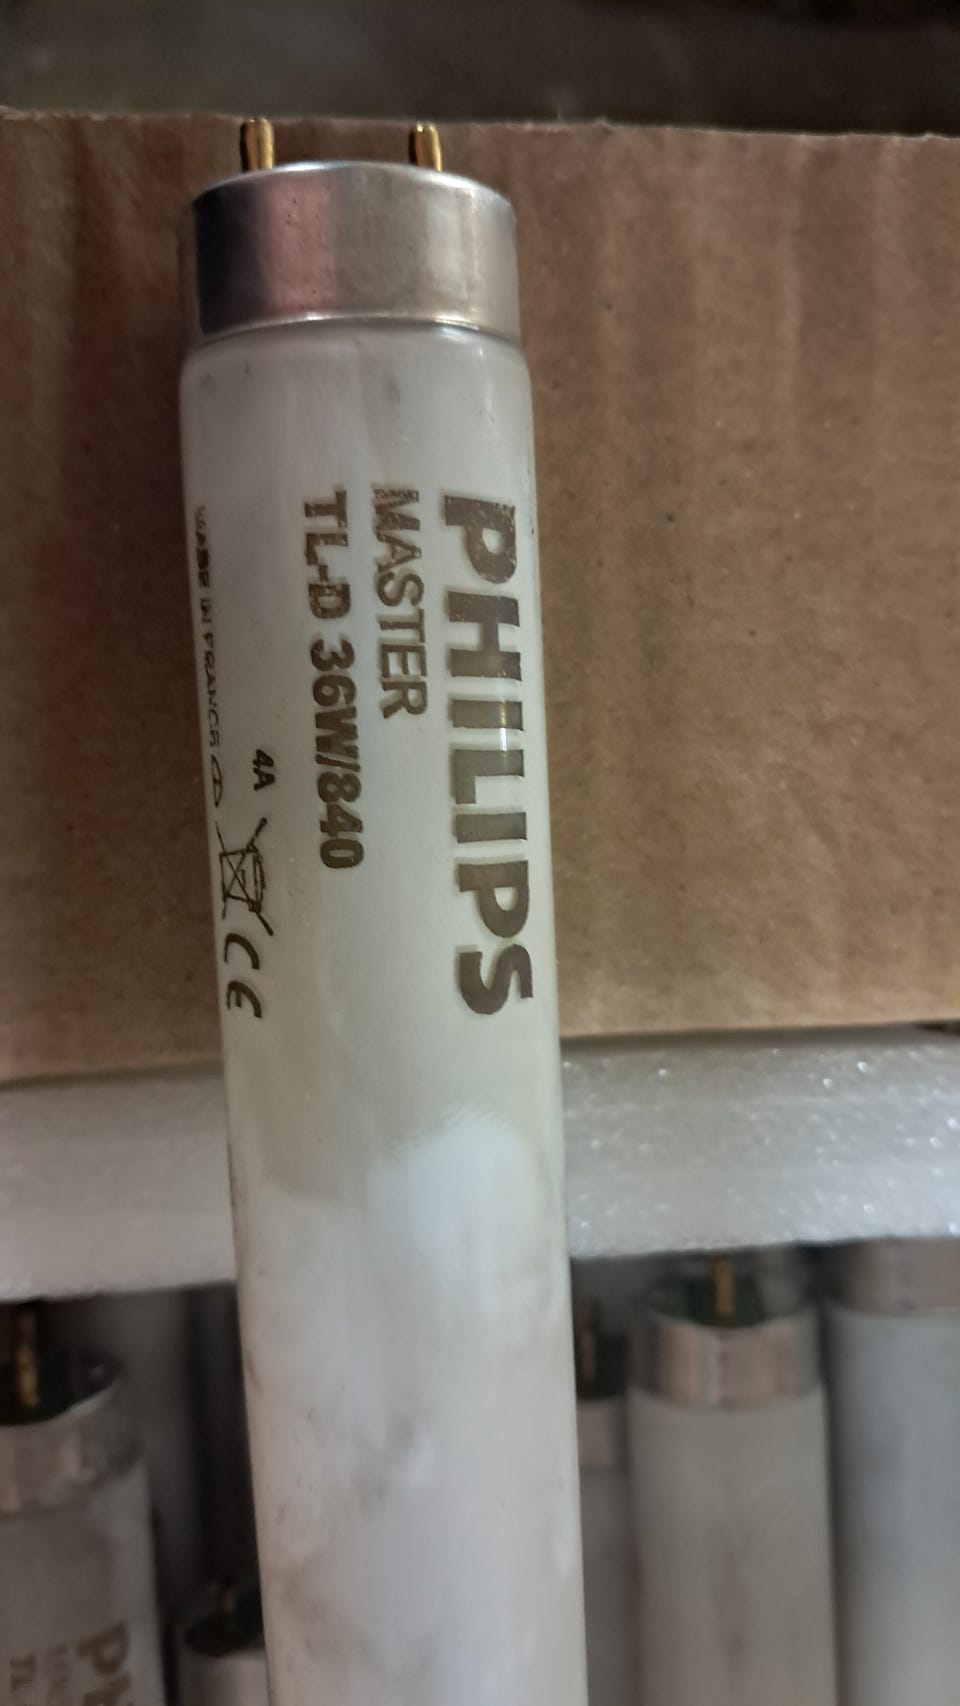 PHILIPS
MASTER
TL-D 36W/840
4A
MADE IN FRANCE
CE